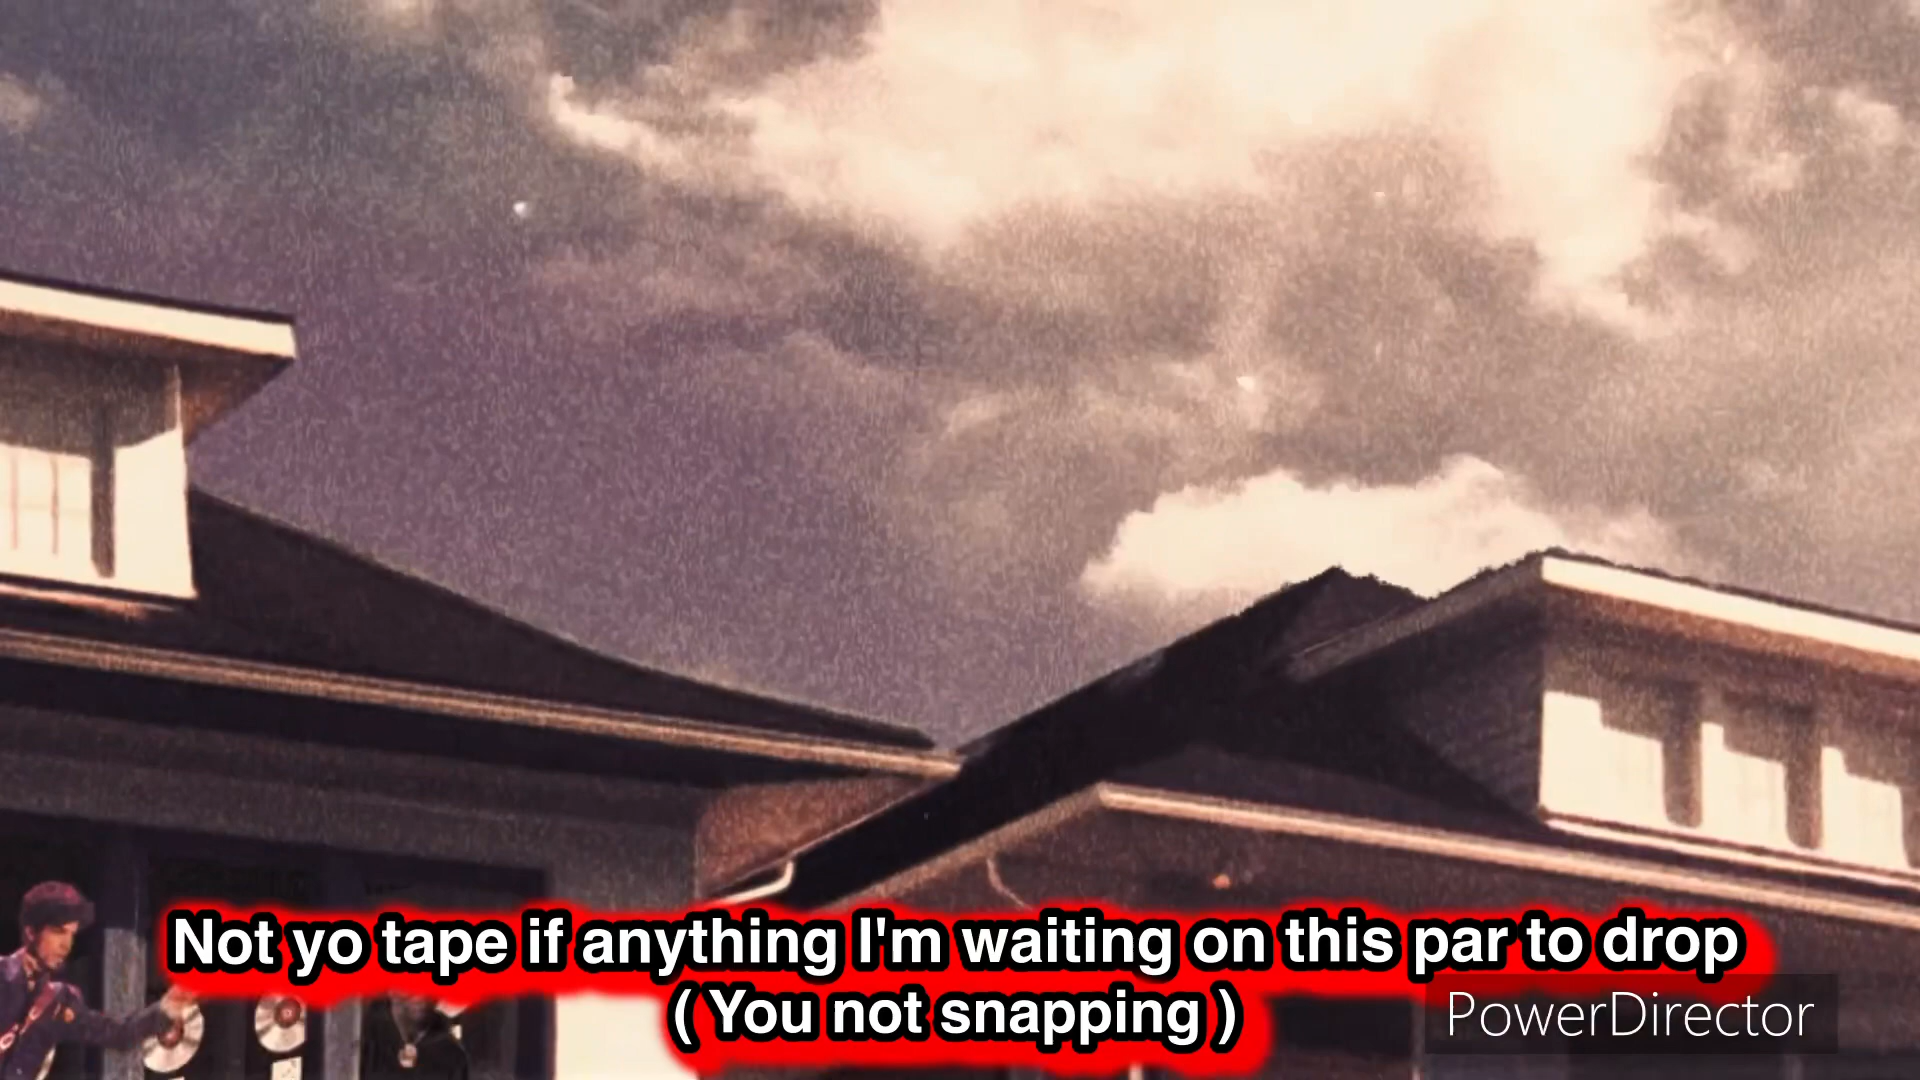 Not yo tape if anything I'm waiting on this par to drop
( You not snapping )
PowerDirector